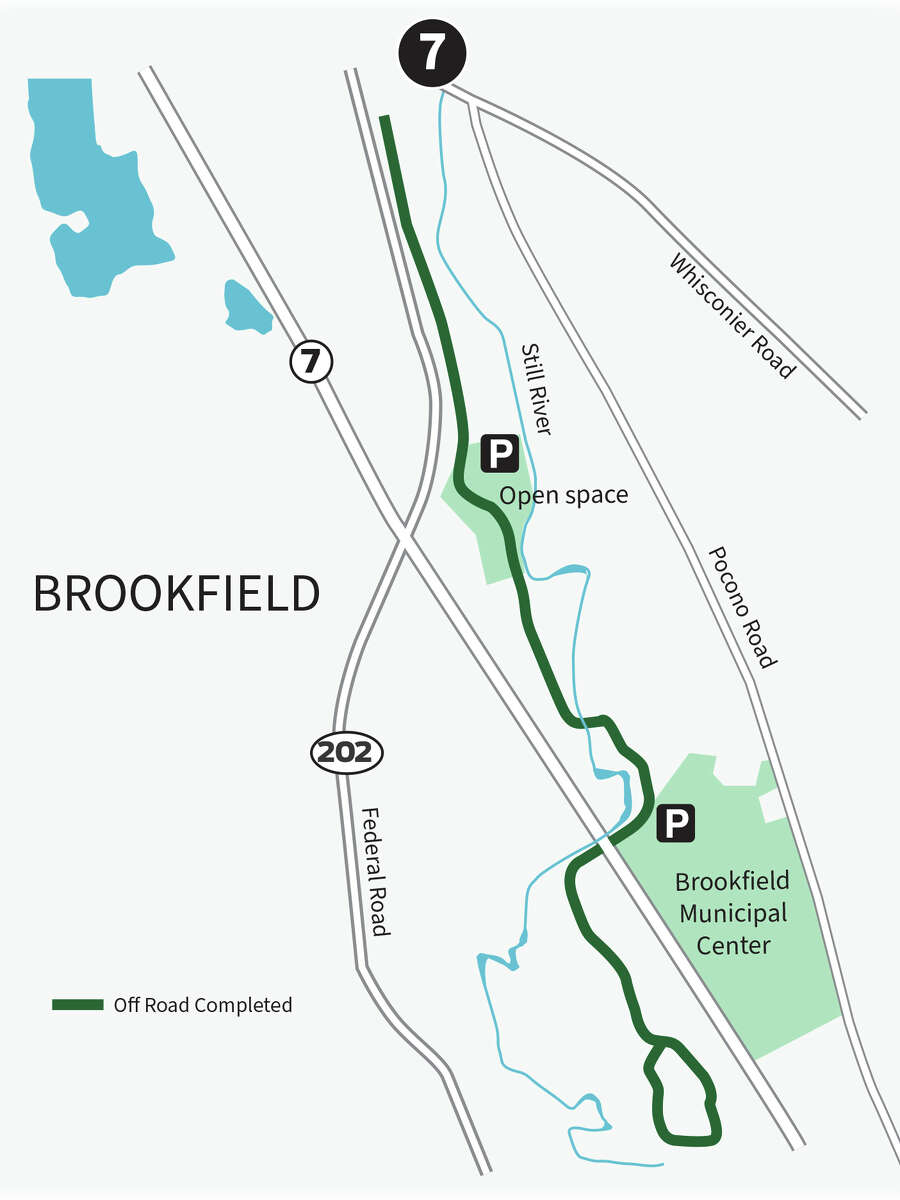 7
Whisconier Road
7
Still River
P
Open space
Pocono Road
BROOKFIELD
202
Federal Road
P
Brookfield
Municipal
Center
Off Road Completed